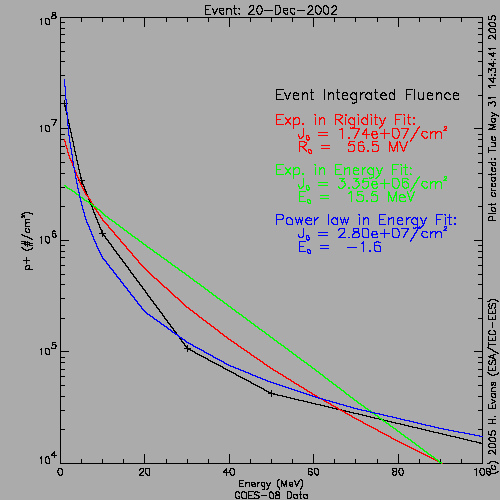 Event: 20-Dec-2002
10^8
10^7
10^6
10^5
10^4
p+ (#/cm²)
Event Integrated Fluence
Exp. in Rigidity Fit:
J₀ = 1.74e+07/cm²
R₀ = 56.5 MV
Exp. in Energy Fit:
J₀ = 3.35e+06/cm²
E₀ = 15.5 MeV
Power law in Energy Fit:
J₀ = 2.80e+07/cm²
E₀ = -1.6
0 20 40 60 80 100
Energy (MeV)
GOES-08 Data
Plot created: Tue May 31 14:34:41 2005
(c) 2005 H. Evans (ESA/TEC-EES)